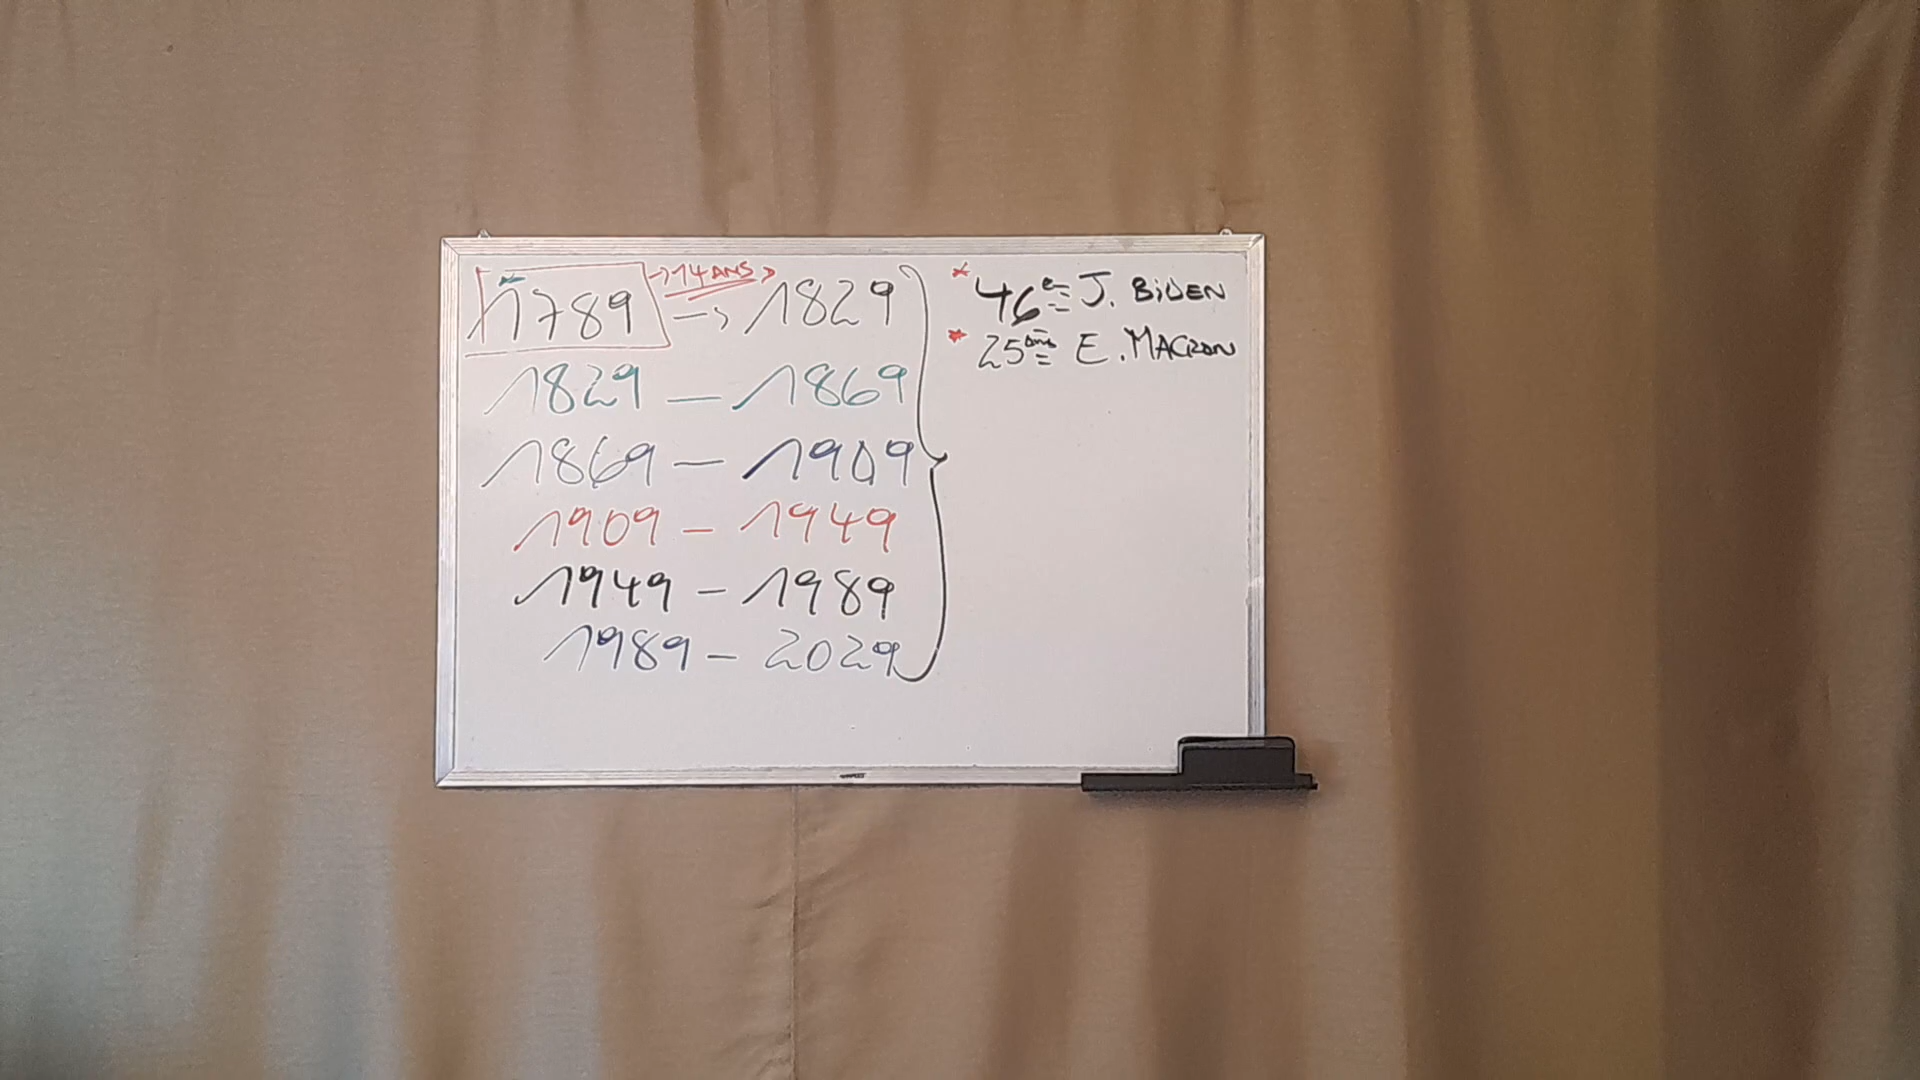 → 14 ANS >
1789 → 1829
1829 — 1869
1869 — 1909
1909 — 1949
1949 — 1989
1989 — 2029
* 46e = J. BiDEN
* 25ème = E. MACRON